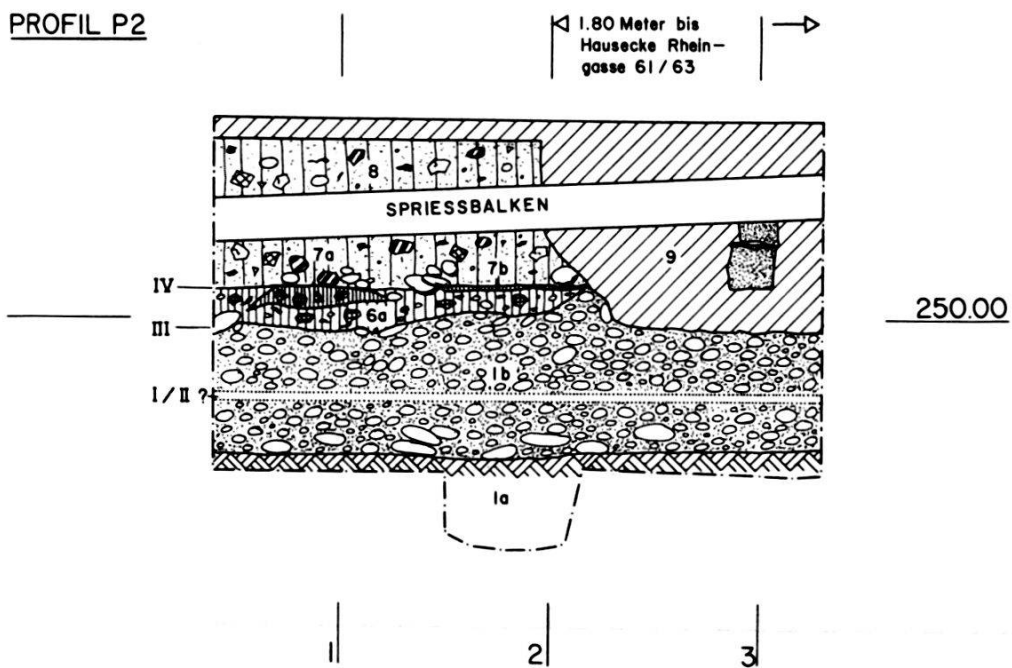 PROFIL P2
1.80 Meter bis
Hausecke Rhein-
gasse 61/63
8
SPRIESSBALKEN
7a
7b
9
IV
6a
250.00
III
1b
I/II ?
1a
1
2
3